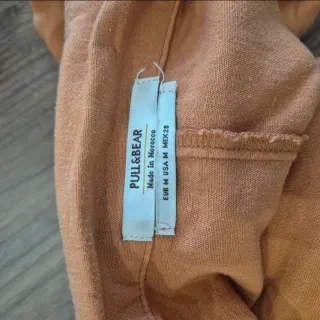 PULL&BEAR
Made in Morocco
EUR M USA M MEX 28